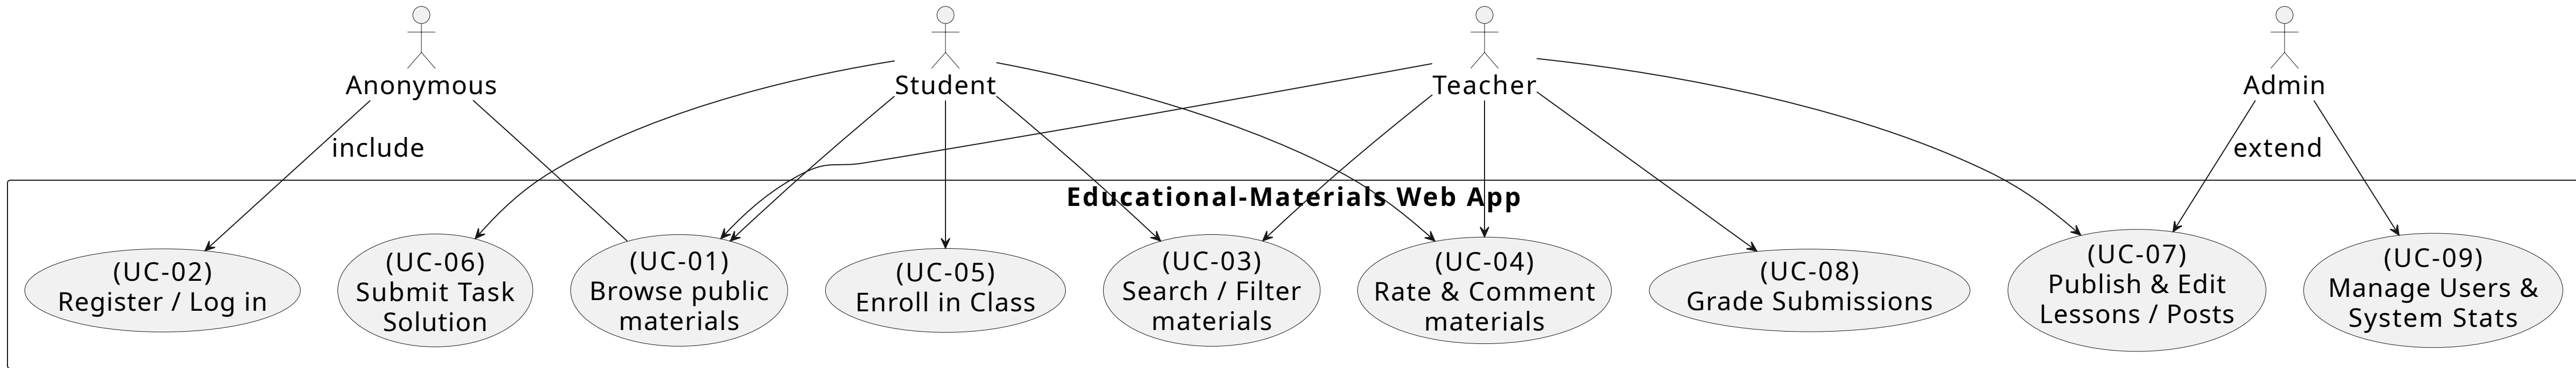 Anonymous
Student
Teacher
Admin
include
extend
Educational-Materials Web App
(UC-02)
Register / Log in
(UC-06)
Submit Task
Solution
(UC-01)
Browse public
materials
(UC-05)
Enroll in Class
(UC-03)
Search / Filter
materials
(UC-04)
Rate & Comment
materials
(UC-08)
Grade Submissions
(UC-07)
Publish & Edit
Lessons / Posts
(UC-09)
Manage Users &
System Stats